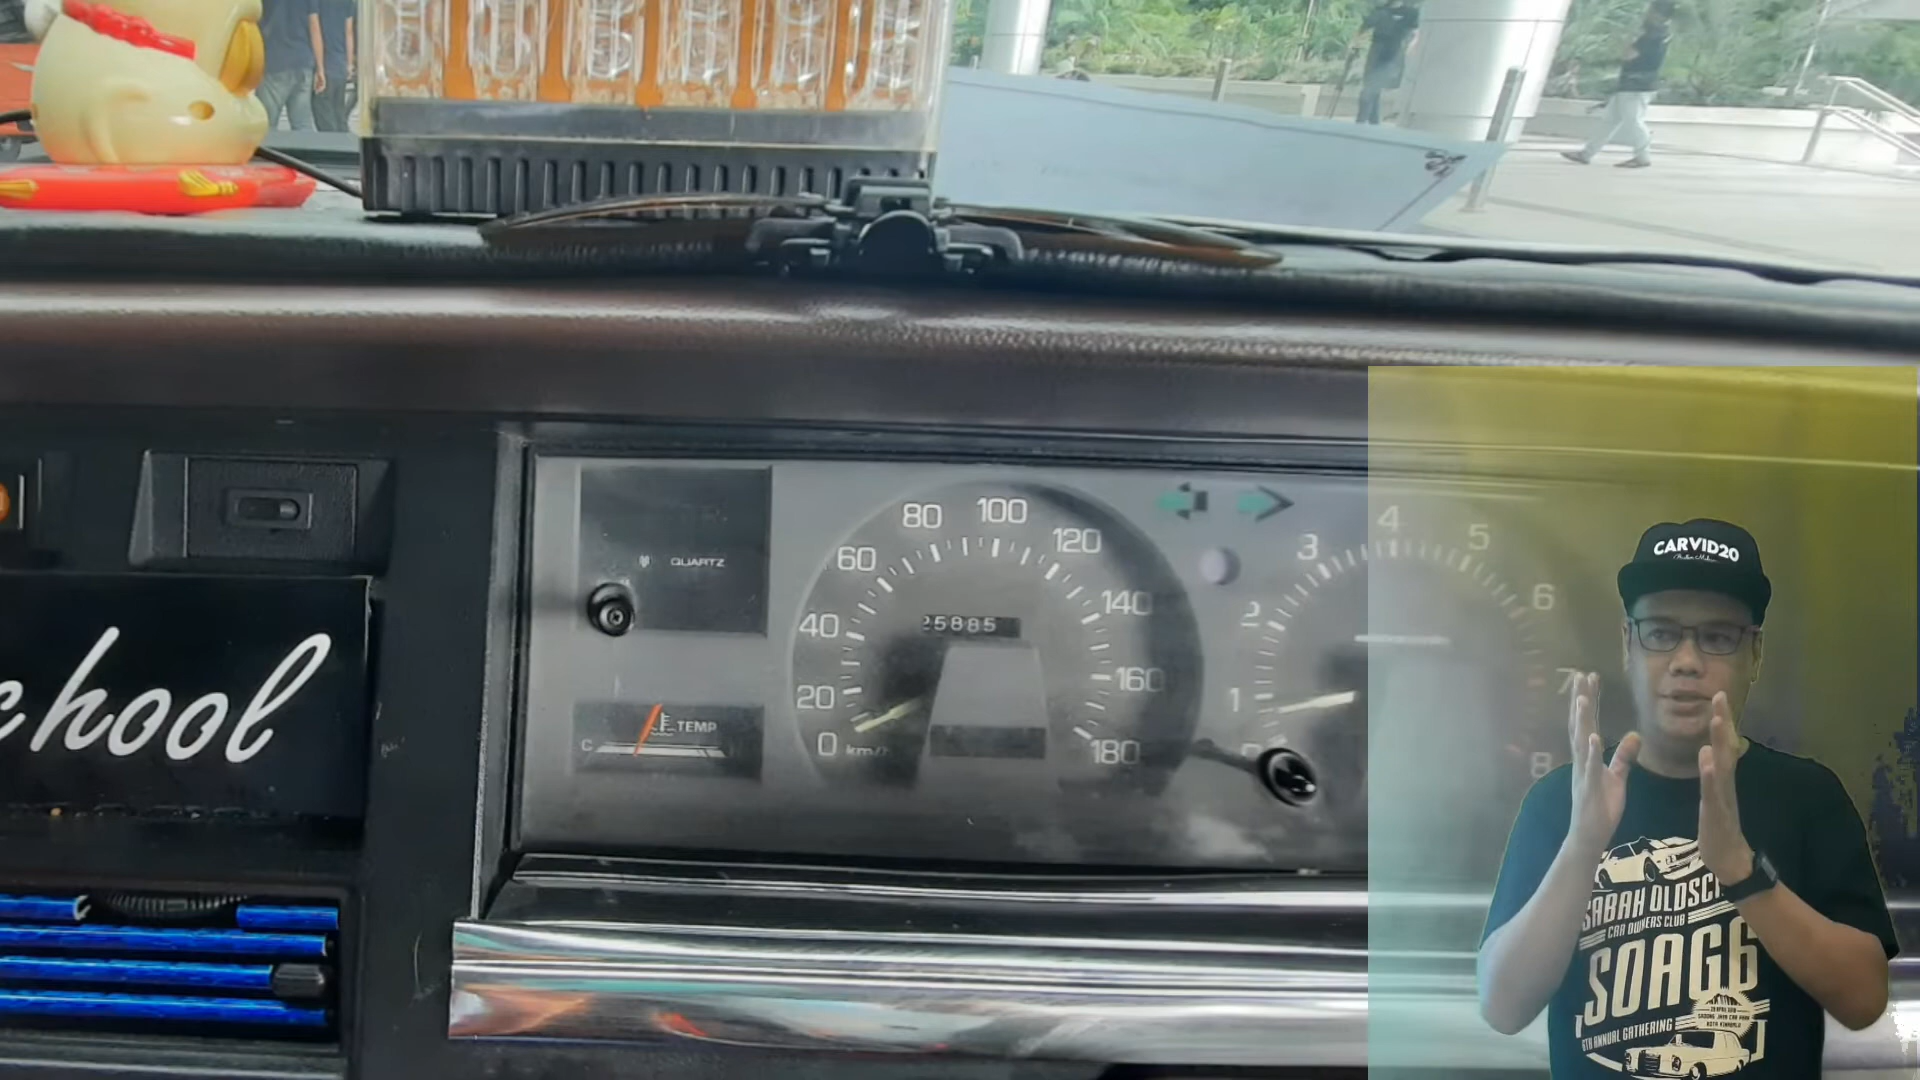 chool
QUARTZ
C
TEMP
0
20
40
60
80
100
120
140
160
180
km/h
25885
1
2
3
4
5
6
7
8
CARVID20
SABAH OLDSC
CAR OWNERS CLUB
SOAG6
6TH ANNUAL GATHERING